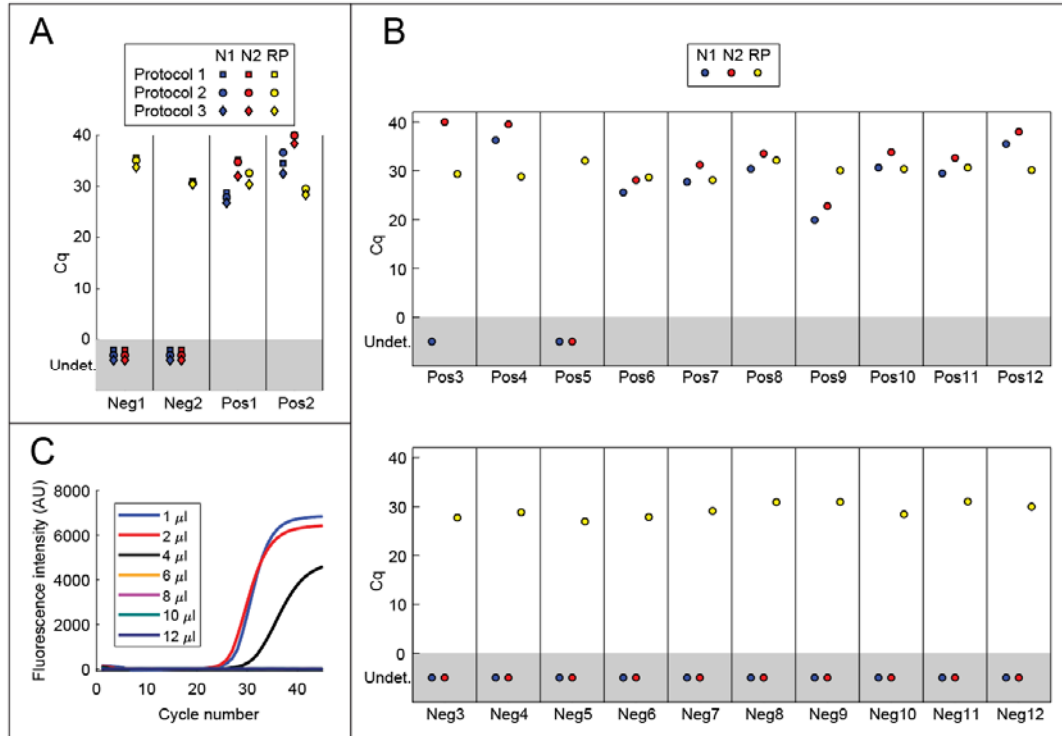 A
N1 N2 RP
Protocol 1
Protocol 2
Protocol 3
40
30
20
10
0
Undet.
Cq
Neg1 Neg2 Pos1 Pos2
B
N1 N2 RP
40
30
20
10
0
Undet.
Cq
Pos3 Pos4 Pos5 Pos6 Pos7 Pos8 Pos9 Pos10 Pos11 Pos12
40
30
20
10
0
Undet.
Cq
Neg3 Neg4 Neg5 Neg6 Neg7 Neg8 Neg9 Neg10 Neg11 Neg12
C
8000
6000
4000
2000
0
Fluorescence intensity (AU)
1 μl
2 μl
4 μl
6 μl
8 μl
10 μl
12 μl
0 20 40
Cycle number